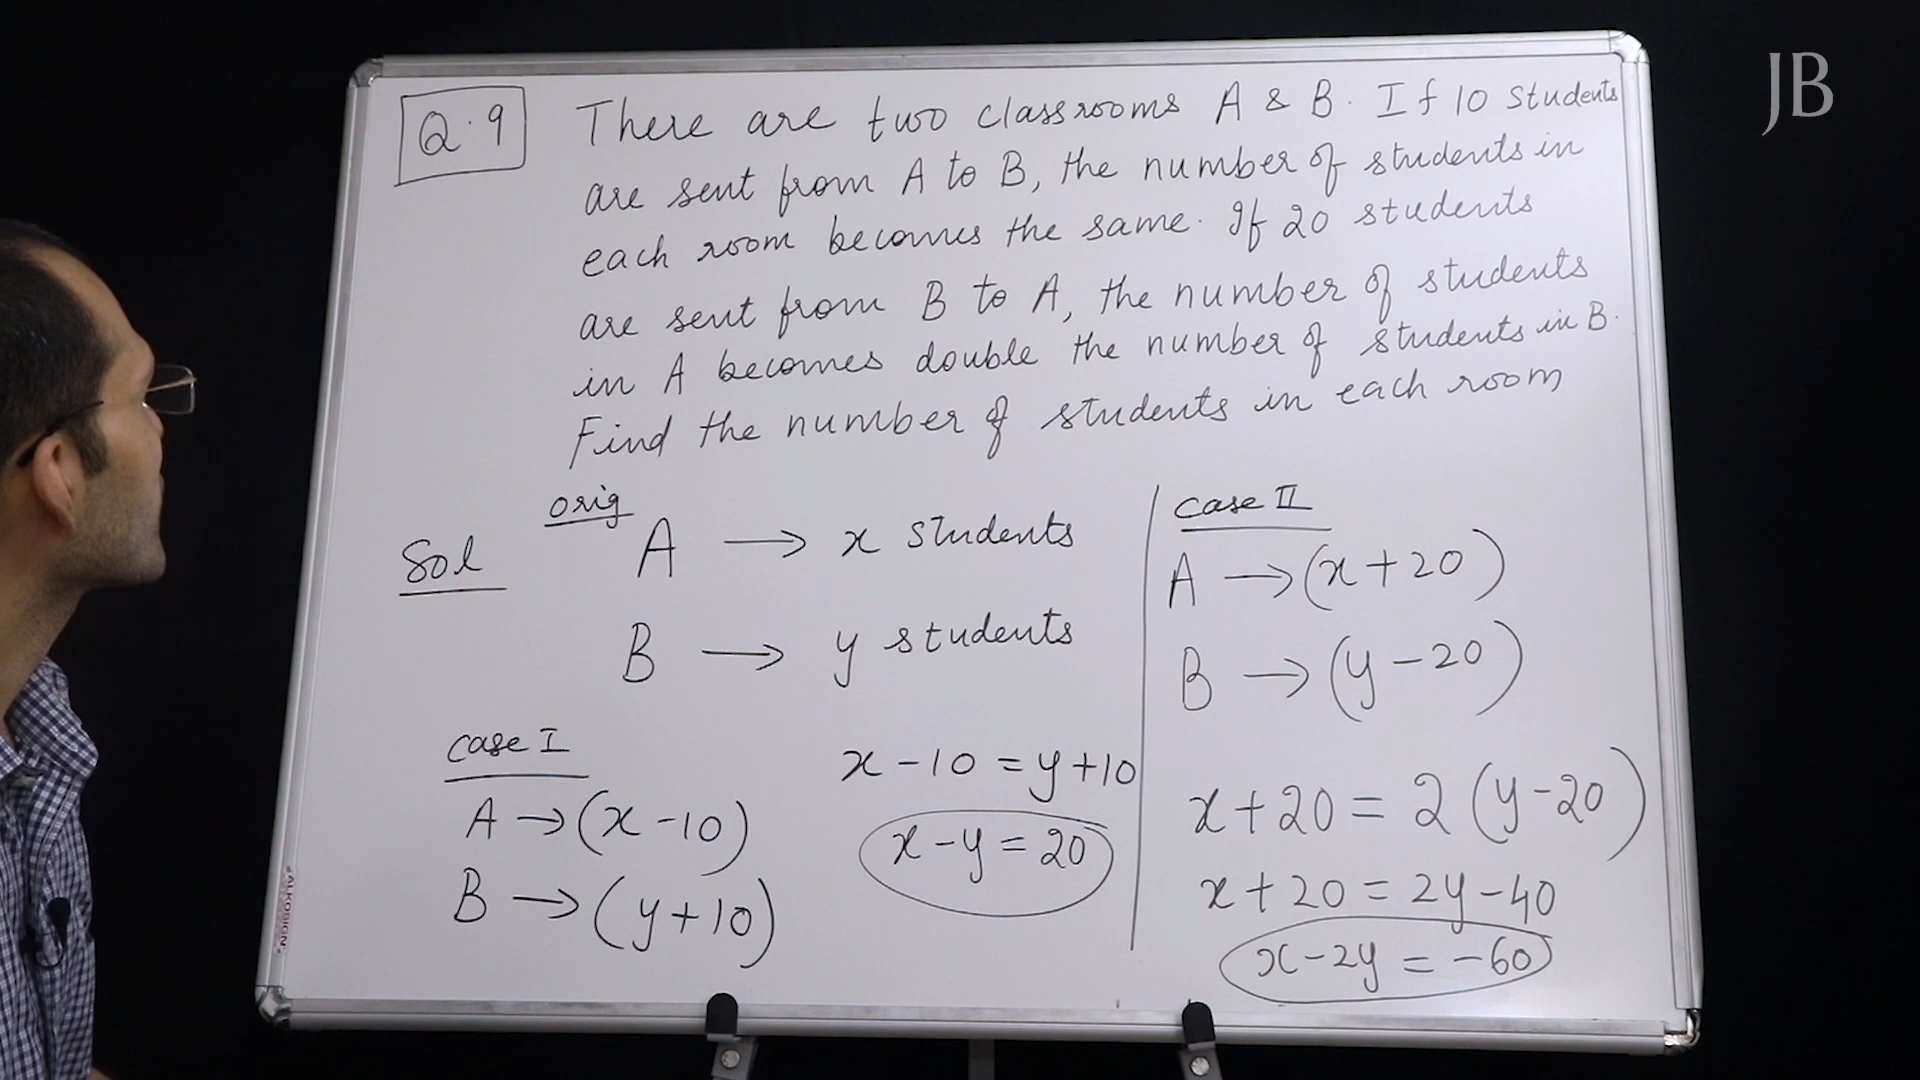 JB
Q.9
There are two classrooms A & B. If 10 students
are sent from A to B, the number of students in
each room becomes the same. If 20 students
are sent from B to A, the number of students
in A becomes double the number of students in B.
Find the number of students in each room
Sol
orig
A → x students
B → y students
Case I
A → (x - 10)
B → (y + 10)
x - 10 = y + 10
x - y = 20
Case II
A → (x + 20)
B → (y - 20)
x + 20 = 2 (y - 20)
x + 20 = 2y - 40
x - 2y = -60
ALKOSIGN